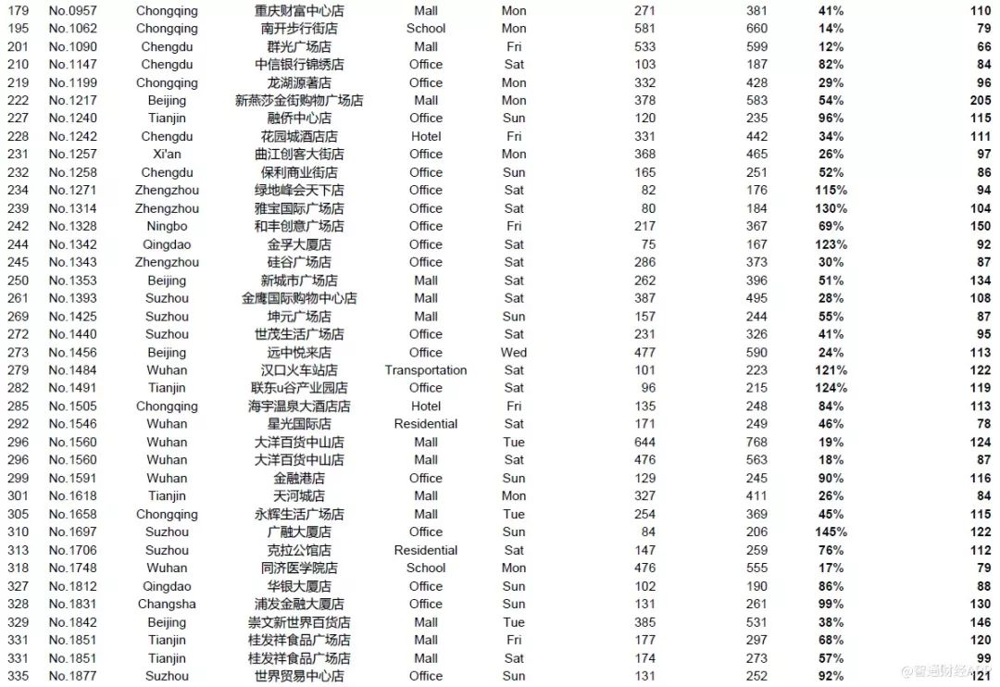 179 No.0957 Chongqing 重庆财富中心店 Mall Mon 271 381 41% 110
195 No.1062 Chongqing 南开步行街店 School Mon 581 660 14% 79
201 No.1090 Chengdu 群光广场店 Mall Fri 533 599 12% 66
210 No.1147 Chengdu 中信银行锦绣店 Office Sat 103 187 82% 84
219 No.1199 Chongqing 龙湖源著店 Office Mon 332 428 29% 96
222 No.1217 Beijing 新燕莎金街购物广场店 Mall Mon 378 583 54% 205
227 No.1240 Tianjin 融侨中心店 Office Sun 120 235 96% 115
228 No.1242 Chengdu 花园城酒店店 Hotel Fri 331 442 34% 111
231 No.1257 Xi'an 曲江创客大街店 Office Mon 368 465 26% 97
232 No.1258 Chengdu 保利商业街店 Office Sun 165 251 52% 86
234 No.1271 Zhengzhou 绿地峰会天下店 Office Sat 82 176 115% 94
239 No.1314 Zhengzhou 雅宝国际广场店 Office Sat 80 184 130% 104
242 No.1328 Ningbo 和丰创意广场店 Office Fri 217 367 69% 150
244 No.1342 Qingdao 金孚大厦店 Office Sat 75 167 123% 92
245 No.1343 Zhengzhou 硅谷广场店 Office Sat 286 373 30% 87
250 No.1353 Beijing 新城市广场店 Mall Sat 262 396 51% 134
261 No.1393 Suzhou 金鹰国际购物中心店 Mall Sat 387 495 28% 108
269 No.1425 Suzhou 坤元广场店 Mall Sun 157 244 55% 87
272 No.1440 Suzhou 世茂生活广场店 Office Sat 231 326 41% 95
273 No.1456 Beijing 远中悦来店 Office Wed 477 590 24% 113
279 No.1484 Wuhan 汉口火车站店 Transportation Sat 101 223 121% 122
282 No.1491 Tianjin 联东u谷产业园店 Office Sat 96 215 124% 119
285 No.1505 Chongqing 海宇温泉大酒店店 Hotel Fri 135 248 84% 113
292 No.1546 Wuhan 星光国际店 Residential Sat 171 249 46% 78
296 No.1560 Wuhan 大洋百货中山店 Mall Tue 644 768 19% 124
296 No.1560 Wuhan 大洋百货中山店 Mall Sat 476 563 18% 87
299 No.1591 Wuhan 金融港店 Office Sun 129 245 90% 116
301 No.1618 Tianjin 天河城店 Mall Mon 327 411 26% 84
305 No.1658 Chongqing 永辉生活广场店 Mall Tue 254 369 45% 115
310 No.1697 Suzhou 广融大厦店 Office Sun 84 206 145% 122
313 No.1706 Suzhou 克拉公馆店 Residential Sat 147 259 76% 112
318 No.1748 Wuhan 同济医学院店 School Mon 476 555 17% 79
327 No.1812 Qingdao 华银大厦店 Office Sun 102 190 86% 88
328 No.1831 Changsha 浦发金融大厦店 Office Sun 131 261 99% 130
329 No.1842 Beijing 崇文新世界百货店 Mall Tue 385 531 38% 146
331 No.1851 Tianjin 桂发祥食品广场店 Mall Fri 177 297 68% 120
331 No.1851 Tianjin 桂发祥食品广场店 Mall Sat 174 273 57% 99
335 No.1877 Suzhou 世界贸易中心店 Office Sun 131 252 92% 121
@智通财经APP